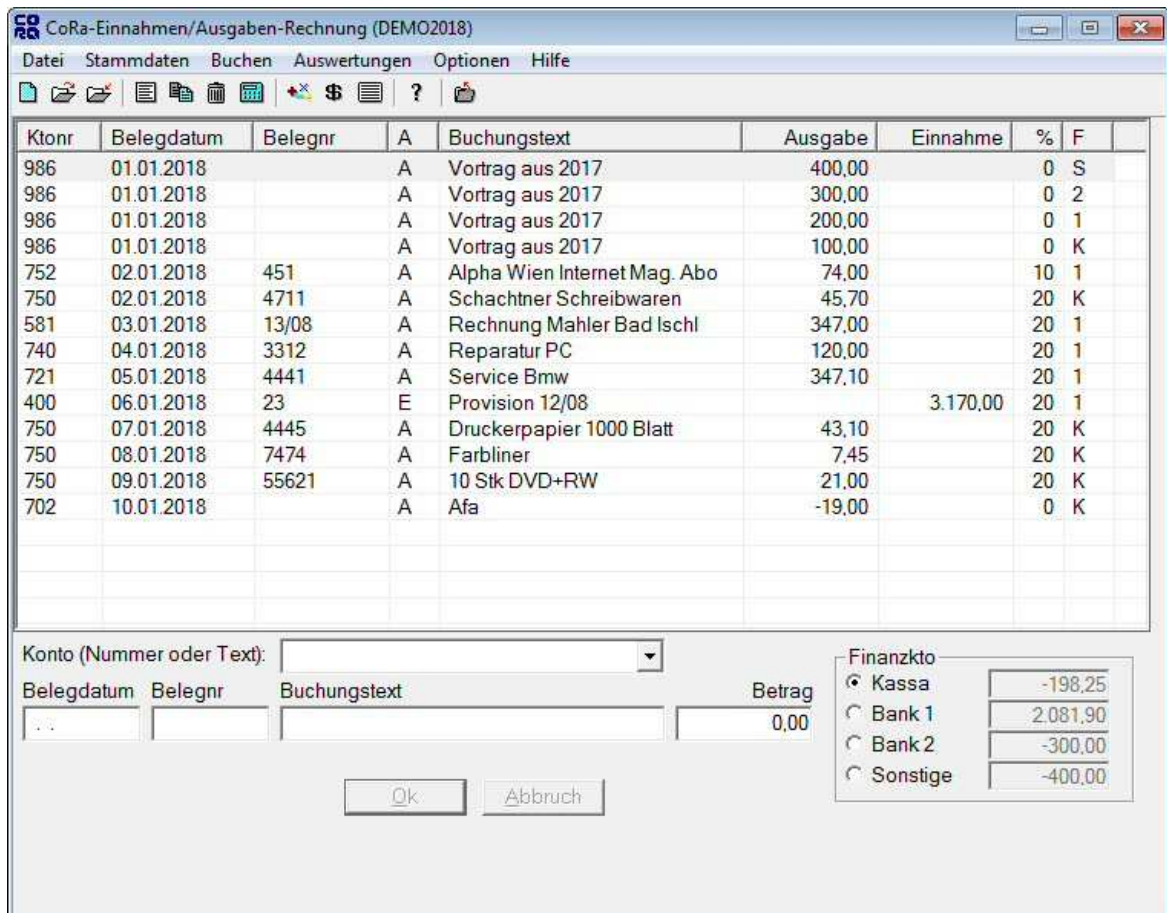 CORA CoRa-Einnahmen/Ausgaben-Rechnung (DEMO2018)
Datei Stammdaten Buchen Auswertungen Optionen Hilfe
Ktonr Belegdatum Belegnr A Buchungstext Ausgabe Einnahme % F
986 01.01.2018 A Vortrag aus 2017 400,00 0 S
986 01.01.2018 A Vortrag aus 2017 300,00 0 2
986 01.01.2018 A Vortrag aus 2017 200,00 0 1
986 01.01.2018 A Vortrag aus 2017 100,00 0 K
752 02.01.2018 451 A Alpha Wien Internet Mag. Abo 74,00 10 1
750 02.01.2018 4711 A Schachtner Schreibwaren 45,70 20 K
581 03.01.2018 13/08 A Rechnung Mahler Bad Ischl 347,00 20 1
740 04.01.2018 3312 A Reparatur PC 120,00 20 1
721 05.01.2018 4441 A Service Bmw 347,10 20 1
400 06.01.2018 23 E Provision 12/08 3.170,00 20 1
750 07.01.2018 4445 A Druckerpapier 1000 Blatt 43,10 20 K
750 08.01.2018 7474 A Farbliner 7,45 20 K
750 09.01.2018 55621 A 10 Stk DVD+RW 21,00 20 K
702 10.01.2018 A Afa -19,00 0 K
Konto (Nummer oder Text):
Belegdatum Belegnr Buchungstext Betrag
. . 0,00
Ok Abbruch
Finanzkto
Kassa -198,25
Bank 1 2.081,90
Bank 2 -300,00
Sonstige -400,00